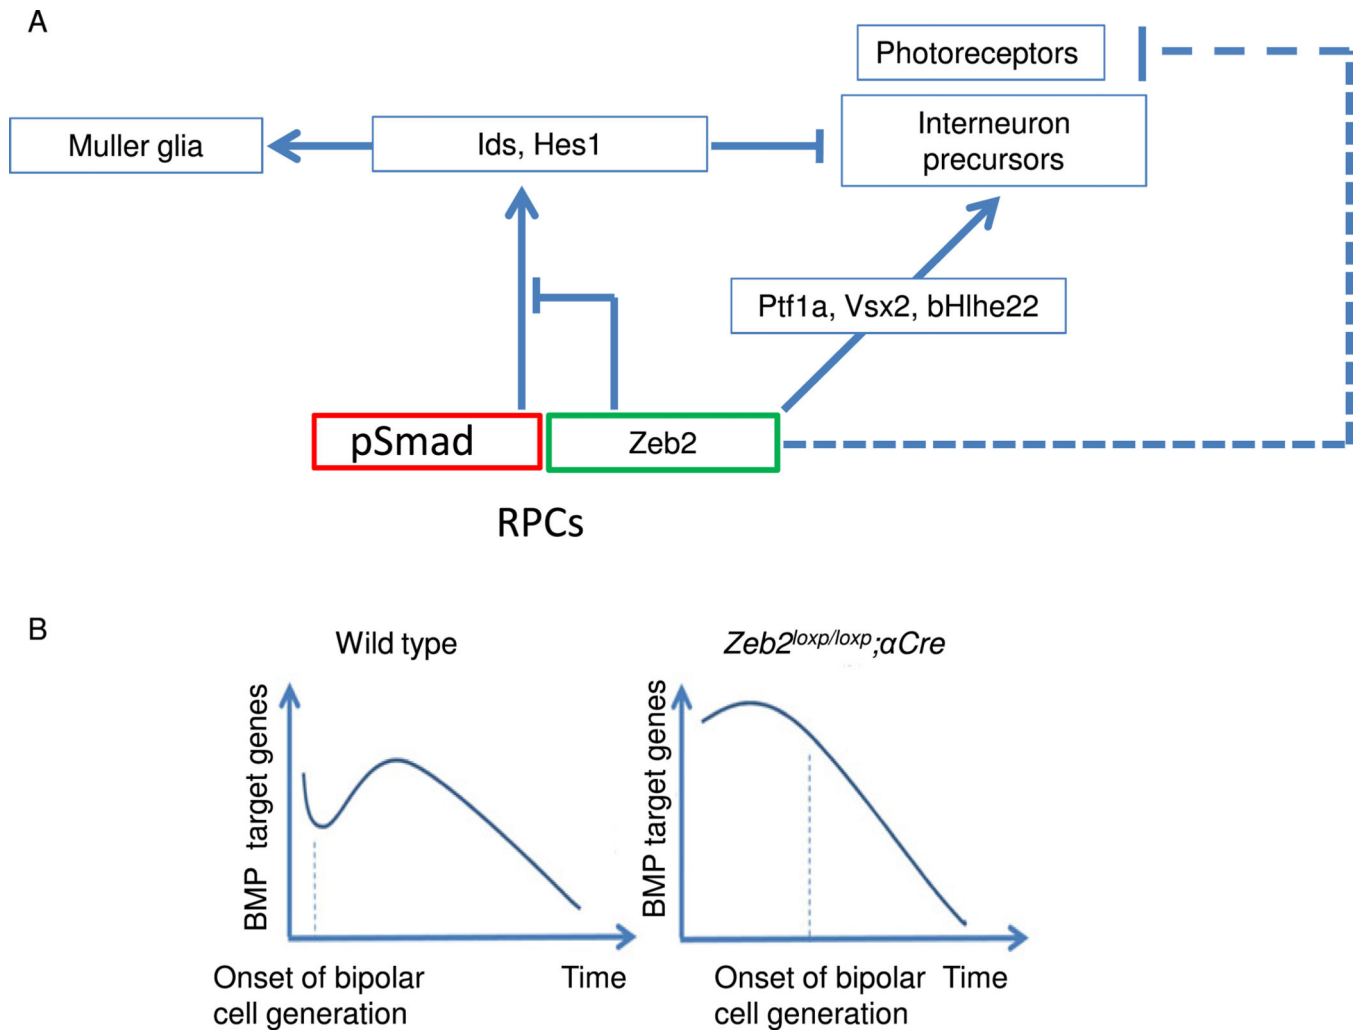 A
Photoreceptors
Muller glia
Ids, Hes1
Interneuron
precursors
Ptf1a, Vsx2, bHlhe22
pSmad
Zeb2
RPCs
B
Wild type
Zeb2loxp/loxp;αCre
BMP target genes
BMP target genes
Onset of bipolar
cell generation
Time
Onset of bipolar
cell generation
Time